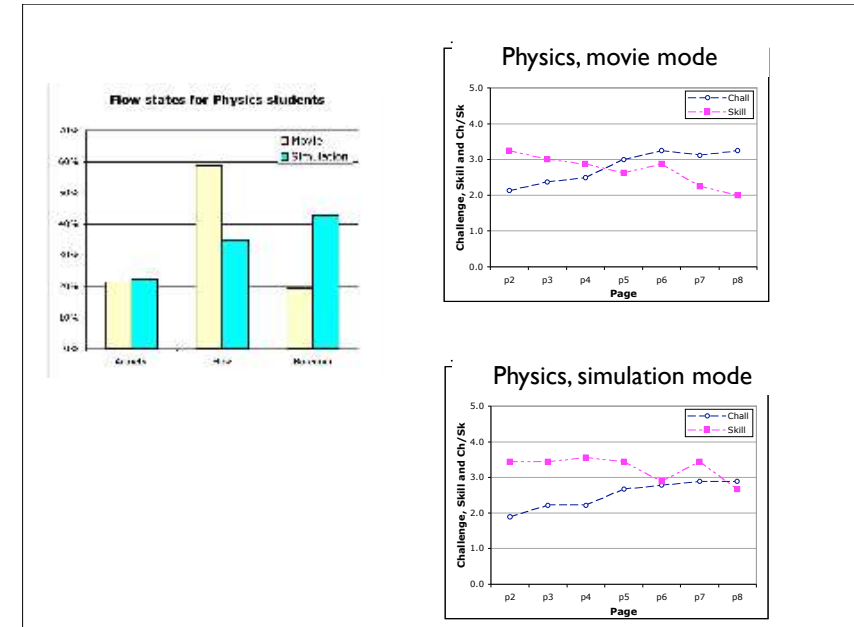 Flow states for Physics students
Movie
Simulation
60%
50%
40%
20%
10%
Physics, movie mode
Challenge, Skill and Ch/Sk
5.0
4.0
3.0
2.0
1.0
0.0
Chall
Skill
p2 p3 p4 p5 p6 p7 p8
Page
Physics, simulation mode
Challenge, Skill and Ch/Sk
5.0
4.0
3.0
2.0
1.0
0.0
Chall
Skill
p2 p3 p4 p5 p6 p7 p8
Page